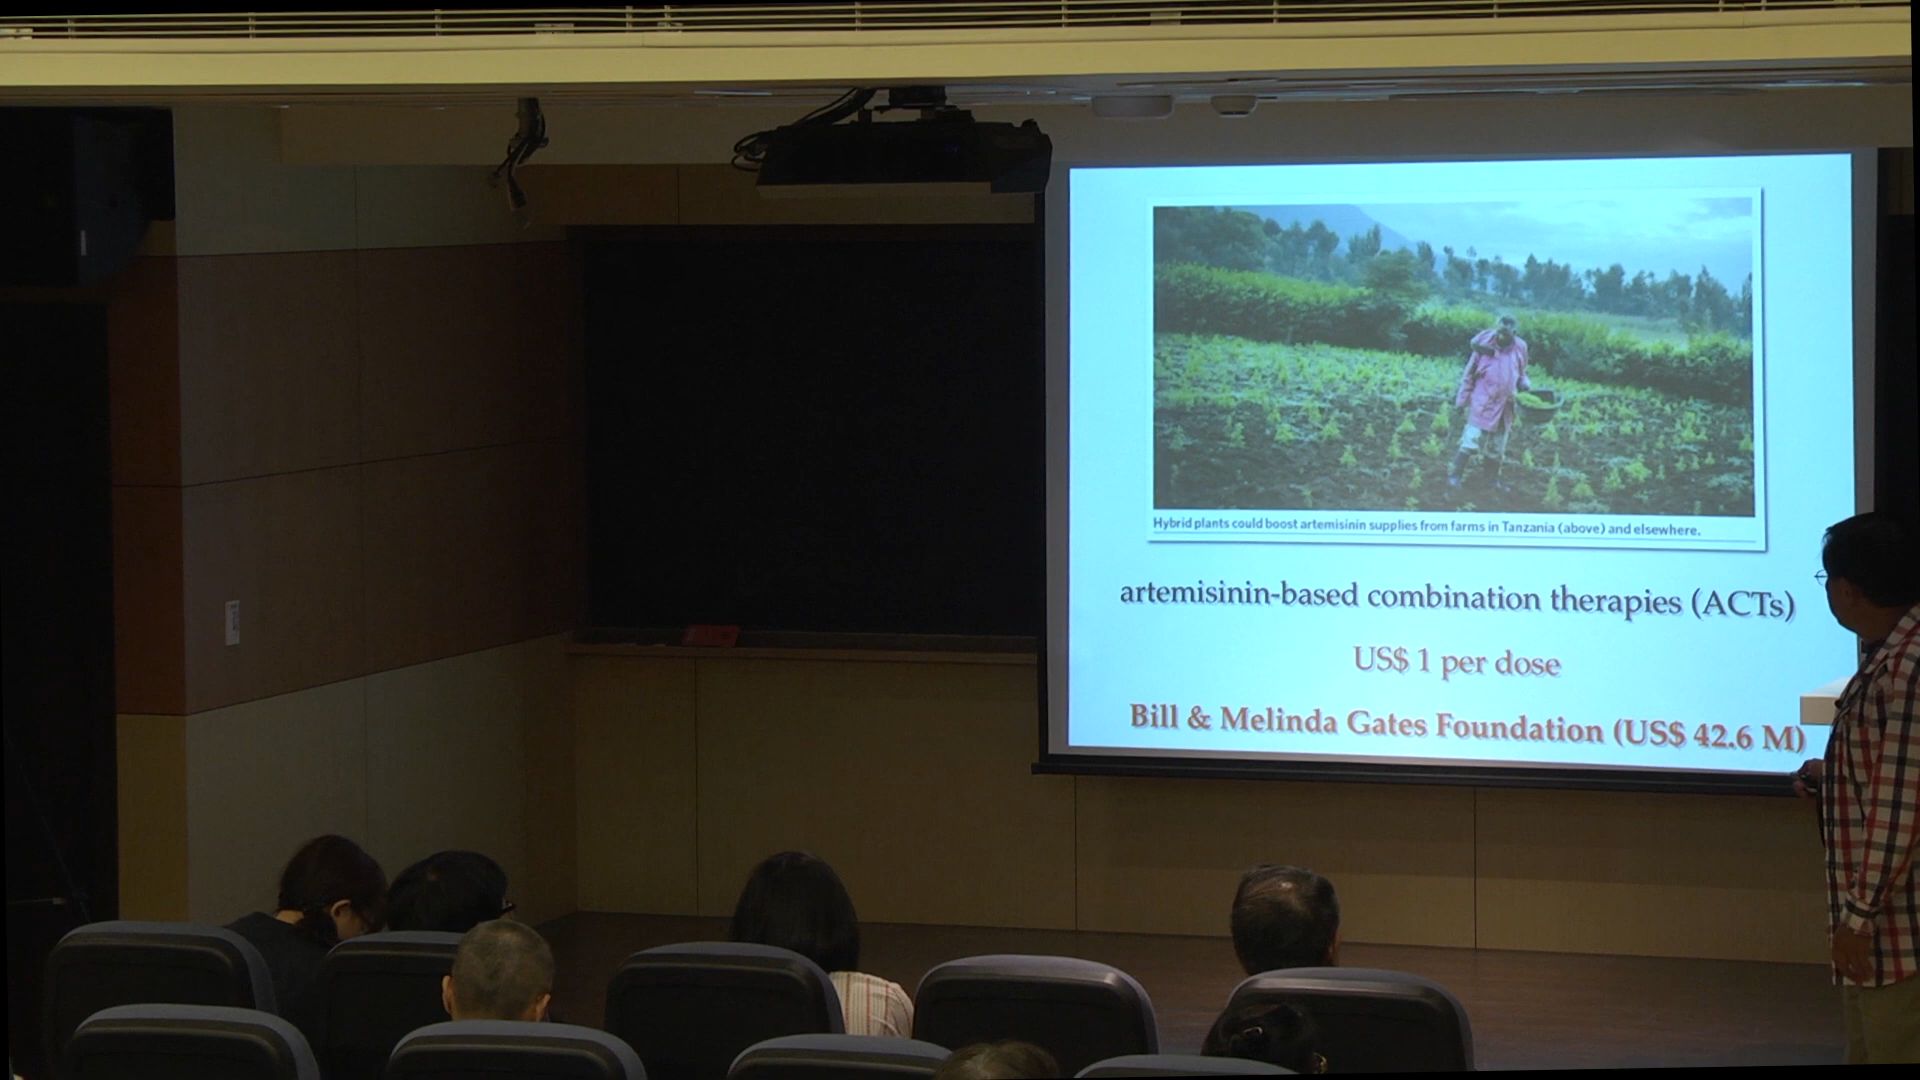 Hybrid plants could boost artemisinin supplies from farms in Tanzania (above) and elsewhere.
artemisinin-based combination therapies (ACTs)
US$ 1 per dose
Bill & Melinda Gates Foundation (US$ 42.6 M)